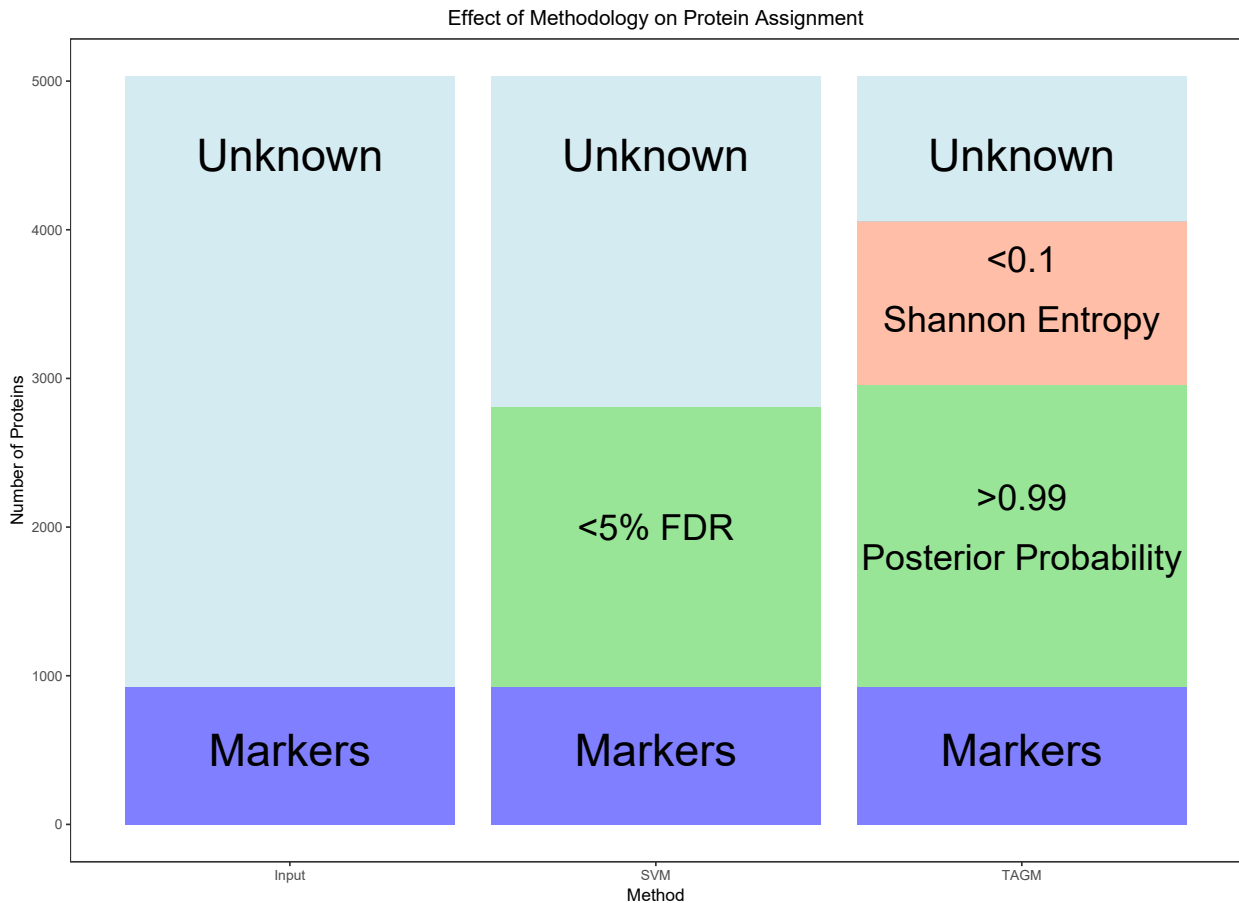 Effect of Methodology on Protein Assignment
Number of Proteins
5000
4000
3000
2000
1000
0
Unknown
Markers
Unknown
<5% FDR
Markers
Unknown
<0.1
Shannon Entropy
>0.99
Posterior Probability
Markers
Input
SVM
TAGM
Method